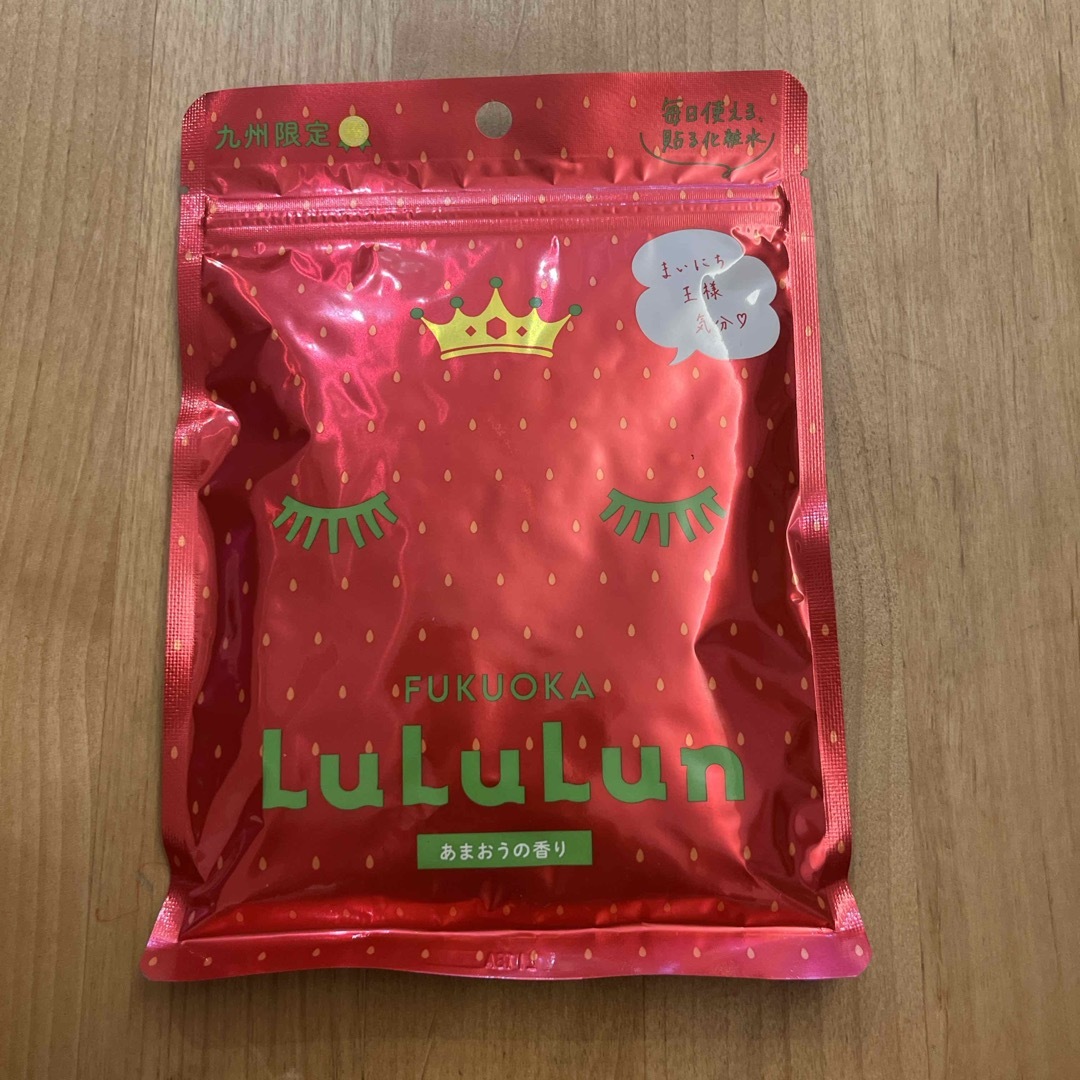 九州限定
毎日使える、
貼る化粧水
まいにち
王様
気分♡
FUKUOKA
LuLuLun
あまおうの香り